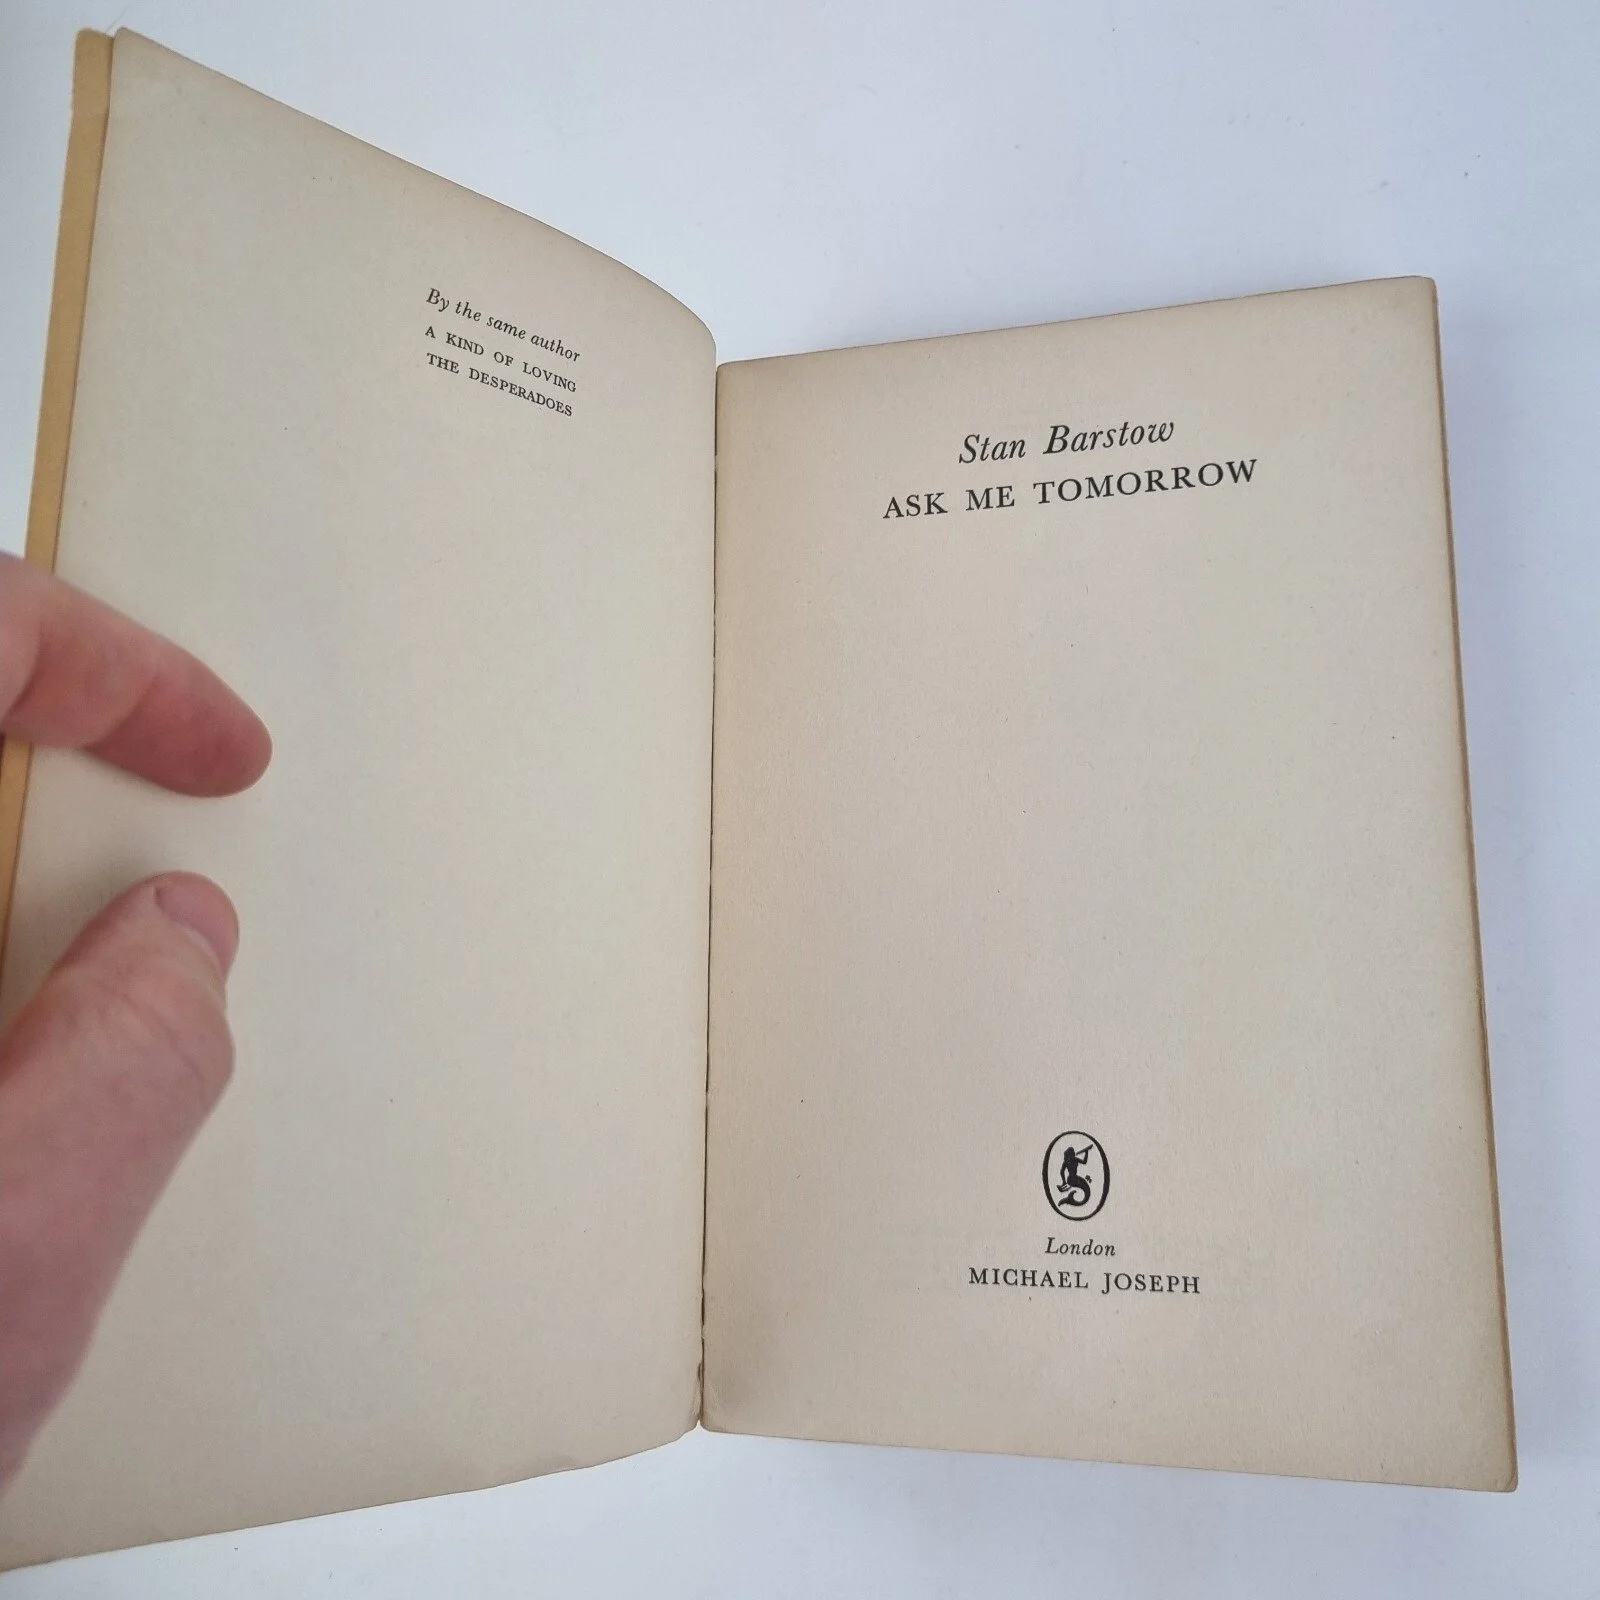 By the same author
A KIND OF LOVING
THE DESPERADOES
Stan Barstow
ASK ME TOMORROW
London
MICHAEL JOSEPH